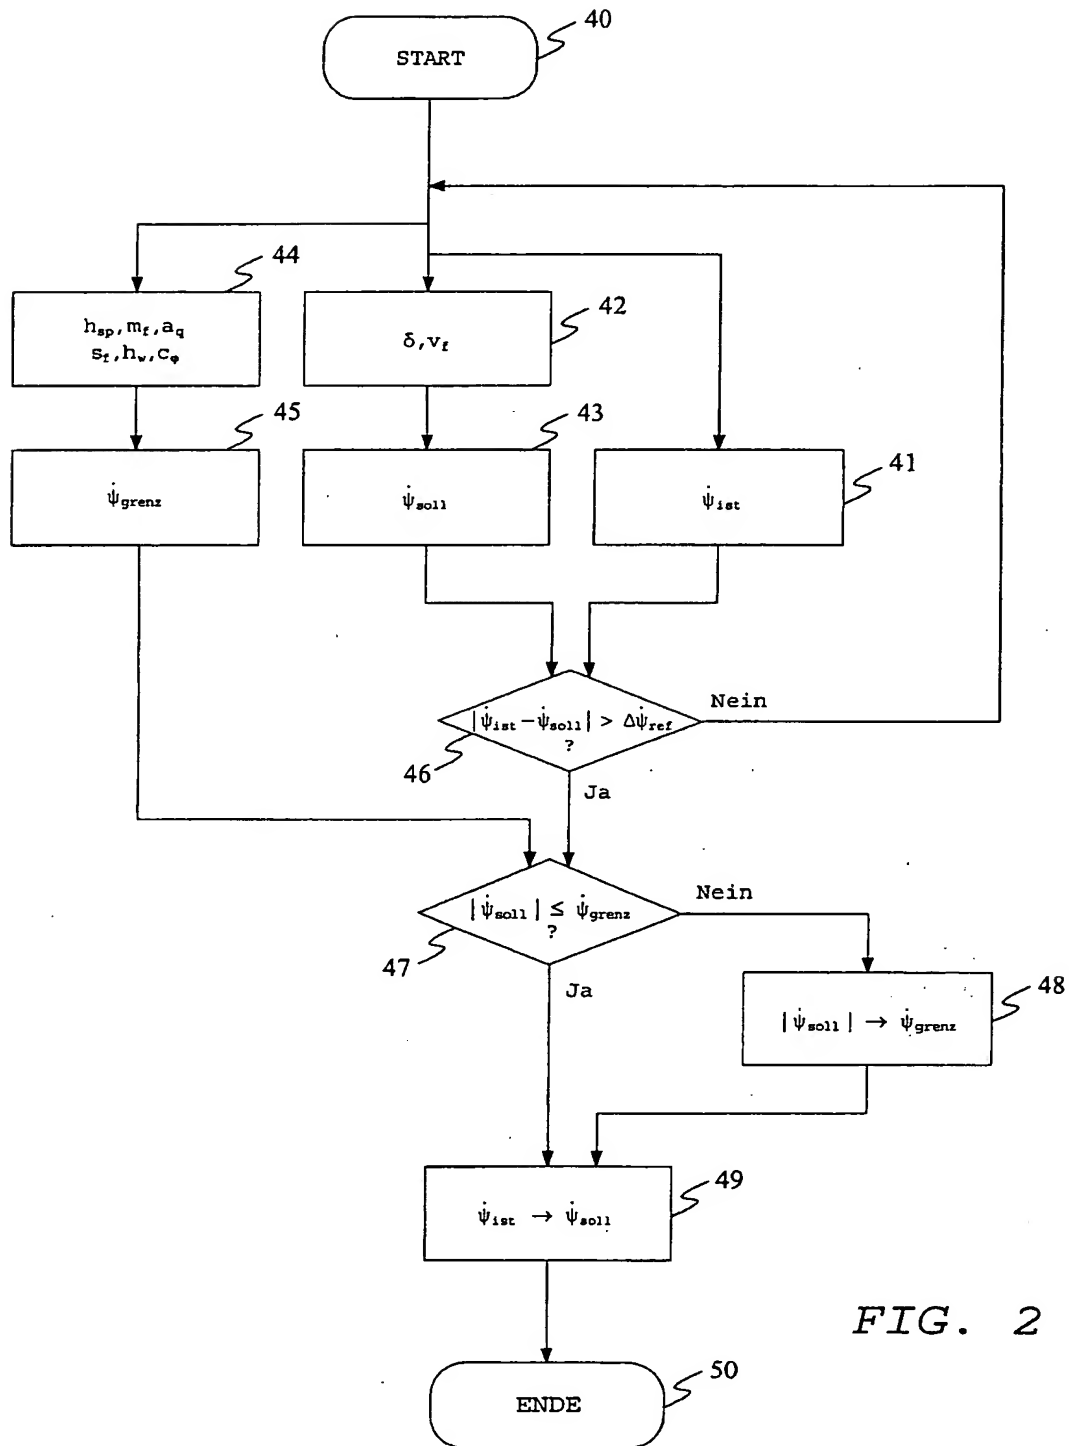 40
START
44
h_sp, m_f, a_q
s_f, h_w, c_φ
42
δ, v_f
45
ψ̇_grenz
43
ψ̇_soll
41
ψ̇_ist
|ψ̇_ist − ψ̇_soll| > Δψ̇_ref
?
Nein
46
Ja
|ψ̇_soll| ≤ ψ̇_grenz
?
Nein
47
Ja
48
|ψ̇_soll| → ψ̇_grenz
49
ψ̇_ist → ψ̇_soll
FIG. 2
50
ENDE